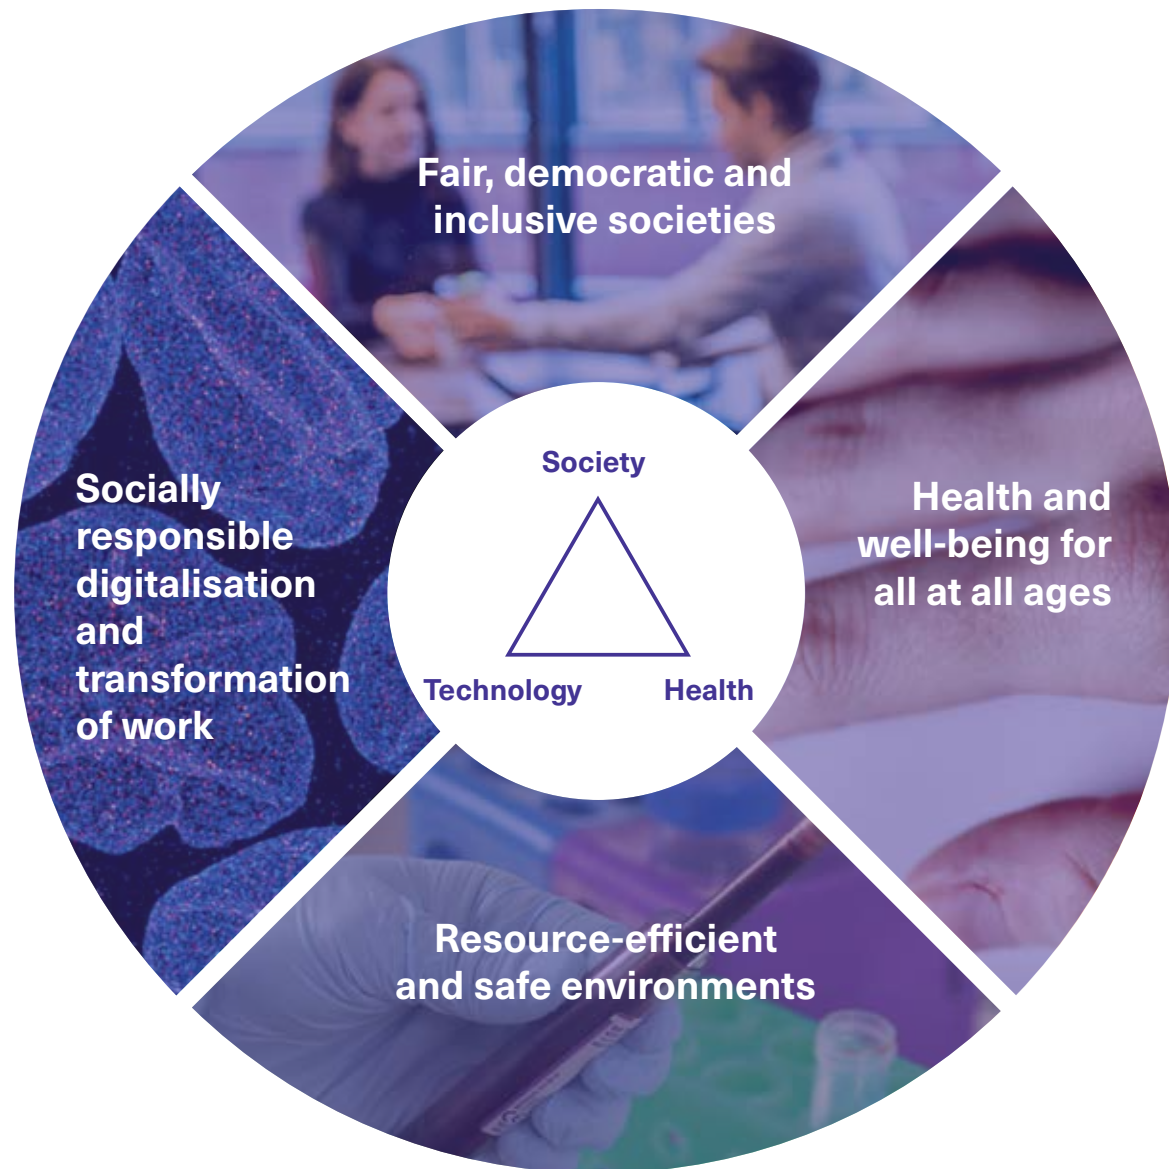 Fair, democratic and
inclusive societies
Socially
responsible
digitalisation
and
transformation
of work
Society
Technology
Health
Health and
well-being for
all at all ages
Resource-efficient
and safe environments